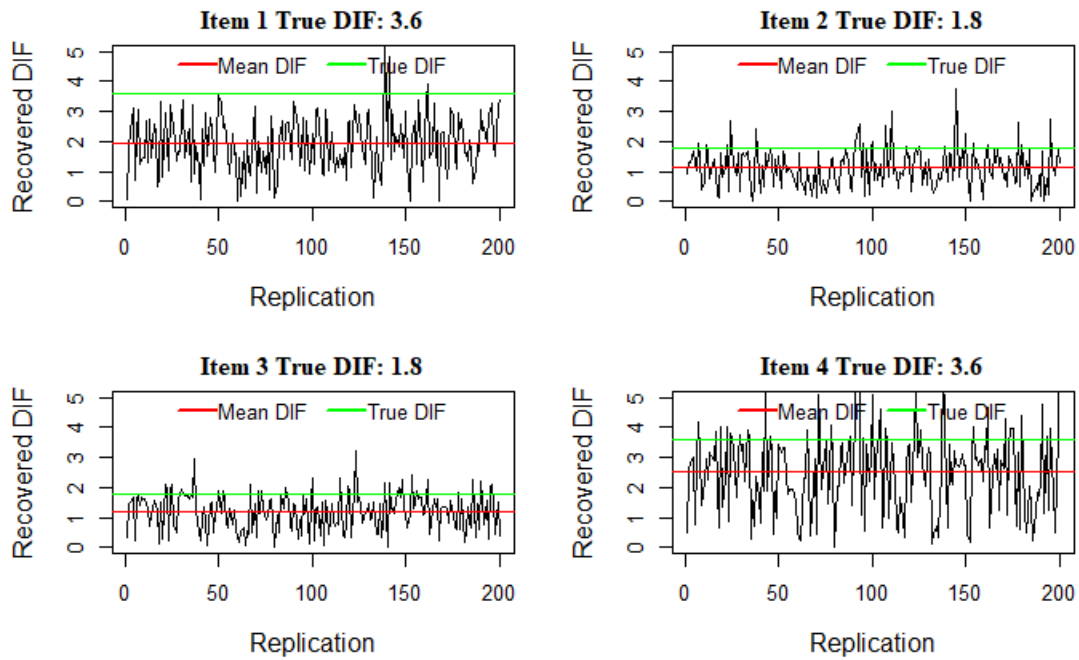 Item 1 True DIF: 3.6
Recovered DIF
0 1 2 3 4 5
Mean DIF True DIF
0 50 100 150 200
Replication
Item 2 True DIF: 1.8
Recovered DIF
0 1 2 3 4 5
Mean DIF True DIF
0 50 100 150 200
Replication
Item 3 True DIF: 1.8
Recovered DIF
0 1 2 3 4 5
Mean DIF True DIF
0 50 100 150 200
Replication
Item 4 True DIF: 3.6
Recovered DIF
0 1 2 3 4 5
Mean DIF True DIF
0 50 100 150 200
Replication